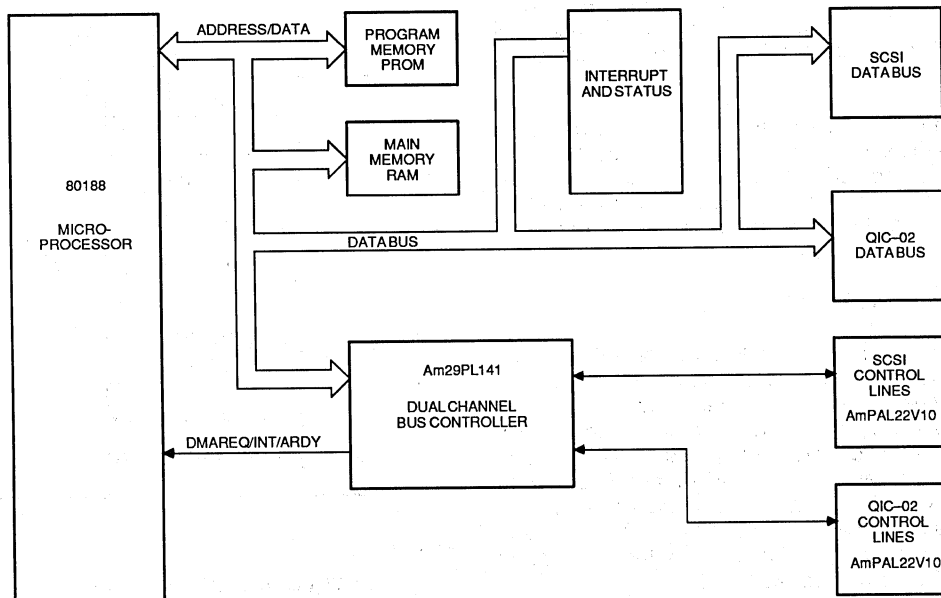 80188
MICRO-
PROCESSOR
ADDRESS/DATA
PROGRAM
MEMORY
PROM
MAIN
MEMORY
RAM
INTERRUPT
AND STATUS
SCSI
DATA BUS
DATA BUS
QIC-02
DATA BUS
Am29PL141
DUAL CHANNEL
BUS CONTROLLER
DMAREQ/INT/ARDY
SCSI
CONTROL
LINES
AmPAL22V10
QIC-02
CONTROL
LINES
AmPAL22V10